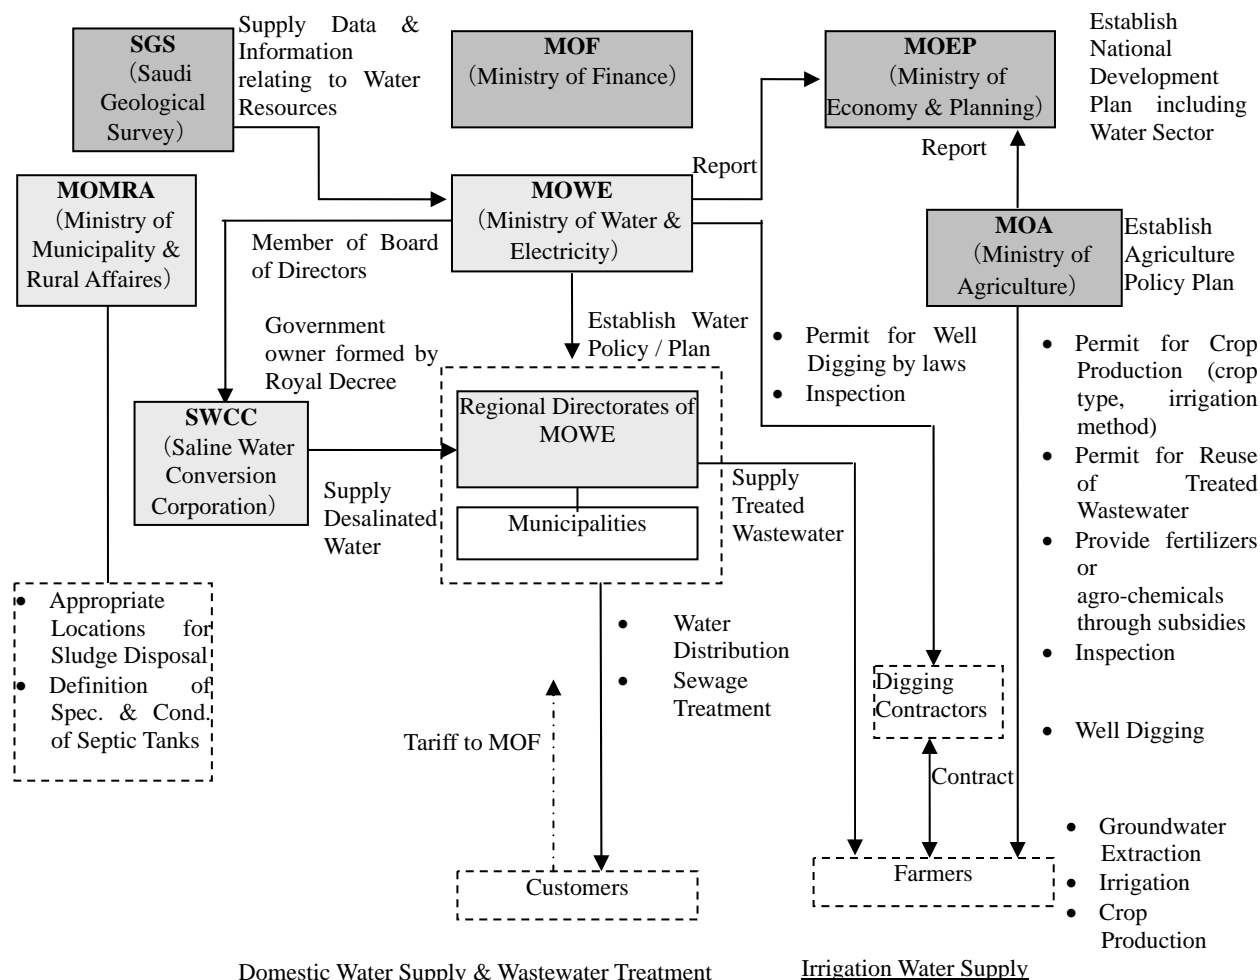 SGS
（Saudi
Geological
Survey）
Supply Data &
Information
relating to Water
Resources
MOF
（Ministry of Finance）
MOEP
（Ministry of
Economy & Planning）
Establish
National
Development
Plan including
Water Sector
Report
Report
MOMRA
（Ministry of
Municipality &
Rural Affaires）
MOWE
（Ministry of Water &
Electricity）
MOA
（Ministry of
Agriculture）
Establish
Agriculture
Policy Plan
Member of Board
of Directors
Government
owner formed by
Royal Decree
Establish Water
Policy / Plan
● Permit for Well
Digging by laws
● Inspection
● Permit for Crop
Production (crop
type, irrigation
method)
● Permit for Reuse
of Treated
Wastewater
● Provide fertilizers
or
agro-chemicals
through subsidies
● Inspection
SWCC
（Saline Water
Conversion
Corporation）
Supply
Desalinated
Water
Regional Directorates of
MOWE
Municipalities
Supply
Treated
Wastewater
● Appropriate
Locations for
Sludge Disposal
● Definition of
Spec. & Cond.
of Septic Tanks
● Water
Distribution
● Sewage
Treatment
Tariff to MOF
Digging
Contractors
● Well Digging
Contract
Customers
Farmers
● Groundwater
Extraction
● Irrigation
● Crop
Production
Domestic Water Supply & Wastewater Treatment
Irrigation Water Supply